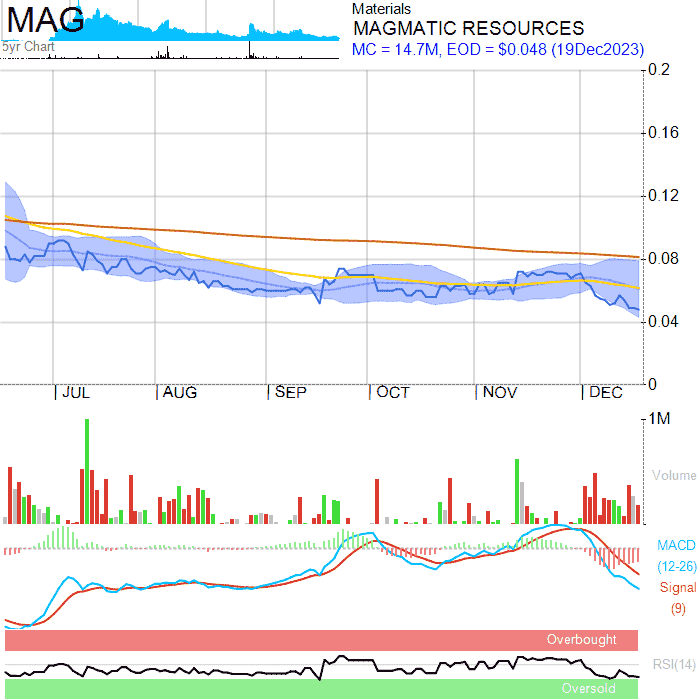 MAG
5yr Chart
Materials
MAGMATIC RESOURCES
MC = 14.7M, EOD = $0.048 (19Dec2023)
0.2
0.16
0.12
0.08
0.04
0
JUL
AUG
SEP
OCT
NOV
DEC
1M
Volume
MACD
(12-26)
Signal
(9)
Overbought
RSI(14)
Oversold